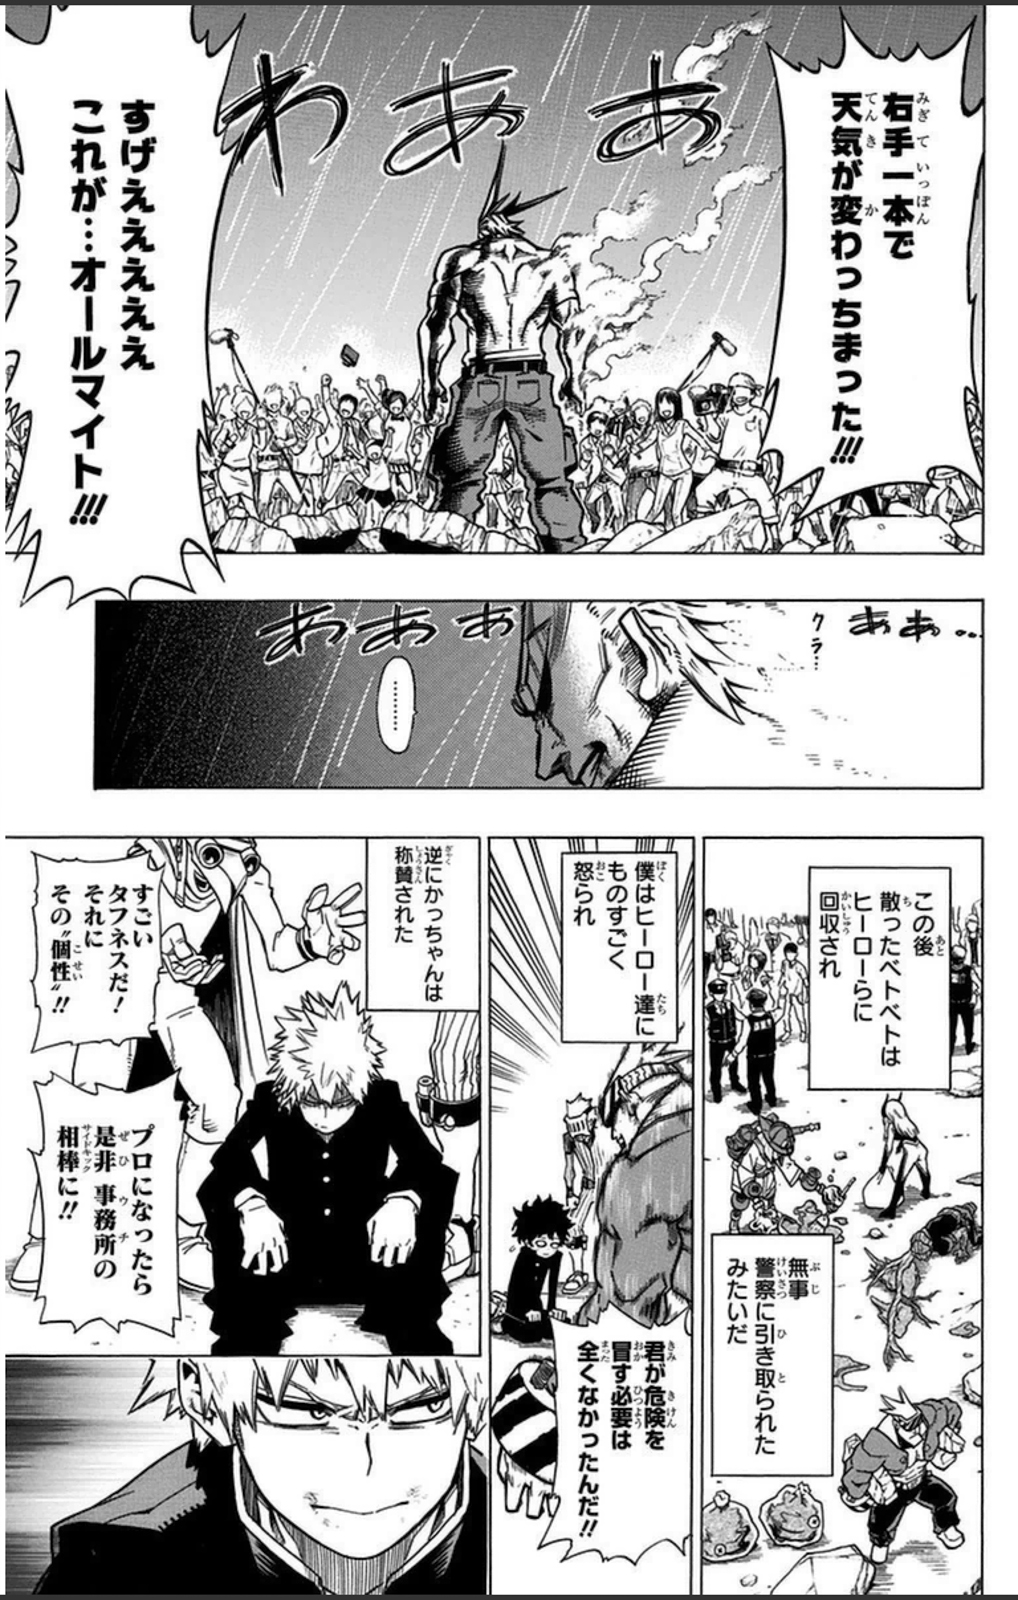 右手一本で
天気が変わっちまった!!!
わあああ
すげえええええええ
これが…オールマイト!!!
ああ…
クラ…
あああ
………
この後
散ったベトベトは
ヒーローらに
回収され
無事
警察に引き取られた
みたいだ
僕はヒーロー達に
ものすごく
怒られ
君が危険を
冒す必要は
全くなかったんだ!!
逆にかっちゃんは
称賛された
すごい
タフネスだ!
それに
その“個性”!!
プロになったら
是非 事務所の
相棒に!!